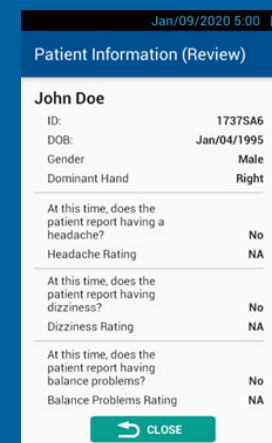 Jan/09/2020 5:00
Patient Information (Review)
John Doe
ID: 1737SA6
DOB: Jan/04/1995
Gender Male
Dominant Hand Right
At this time, does the
patient report having a
headache? No
Headache Rating NA
At this time, does the
patient report having
dizziness? No
Dizziness Rating NA
At this time, does the
patient report having
balance problems? No
Balance Problems Rating NA
CLOSE